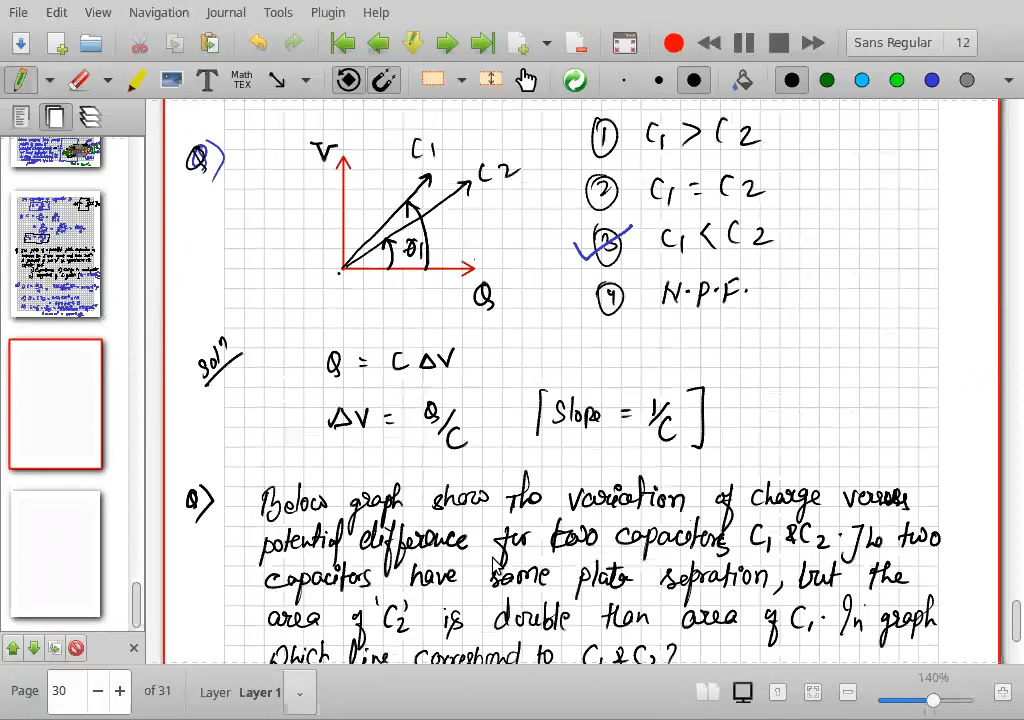 File Edit View Navigation Journal Tools Plugin Help
Sans Regular 12
Math
TEX
Q)
V
C1
C2
θ1
Q
① C1 > C2
② C1 = C2
③ C1 < C2
④ N.P.F.
Soln
Q = C ΔV
ΔV = Q/C [Slope = 1/C]
Q) Below graph shows the variation of charge versus
potential difference for two capacitors C1 & C2. The two
capacitors have same plate sepration, but the
area of 'C2' is double than area of C1. In graph
which line correspond to C1 & C2?
Page 30 of 31 Layer Layer 1
140%